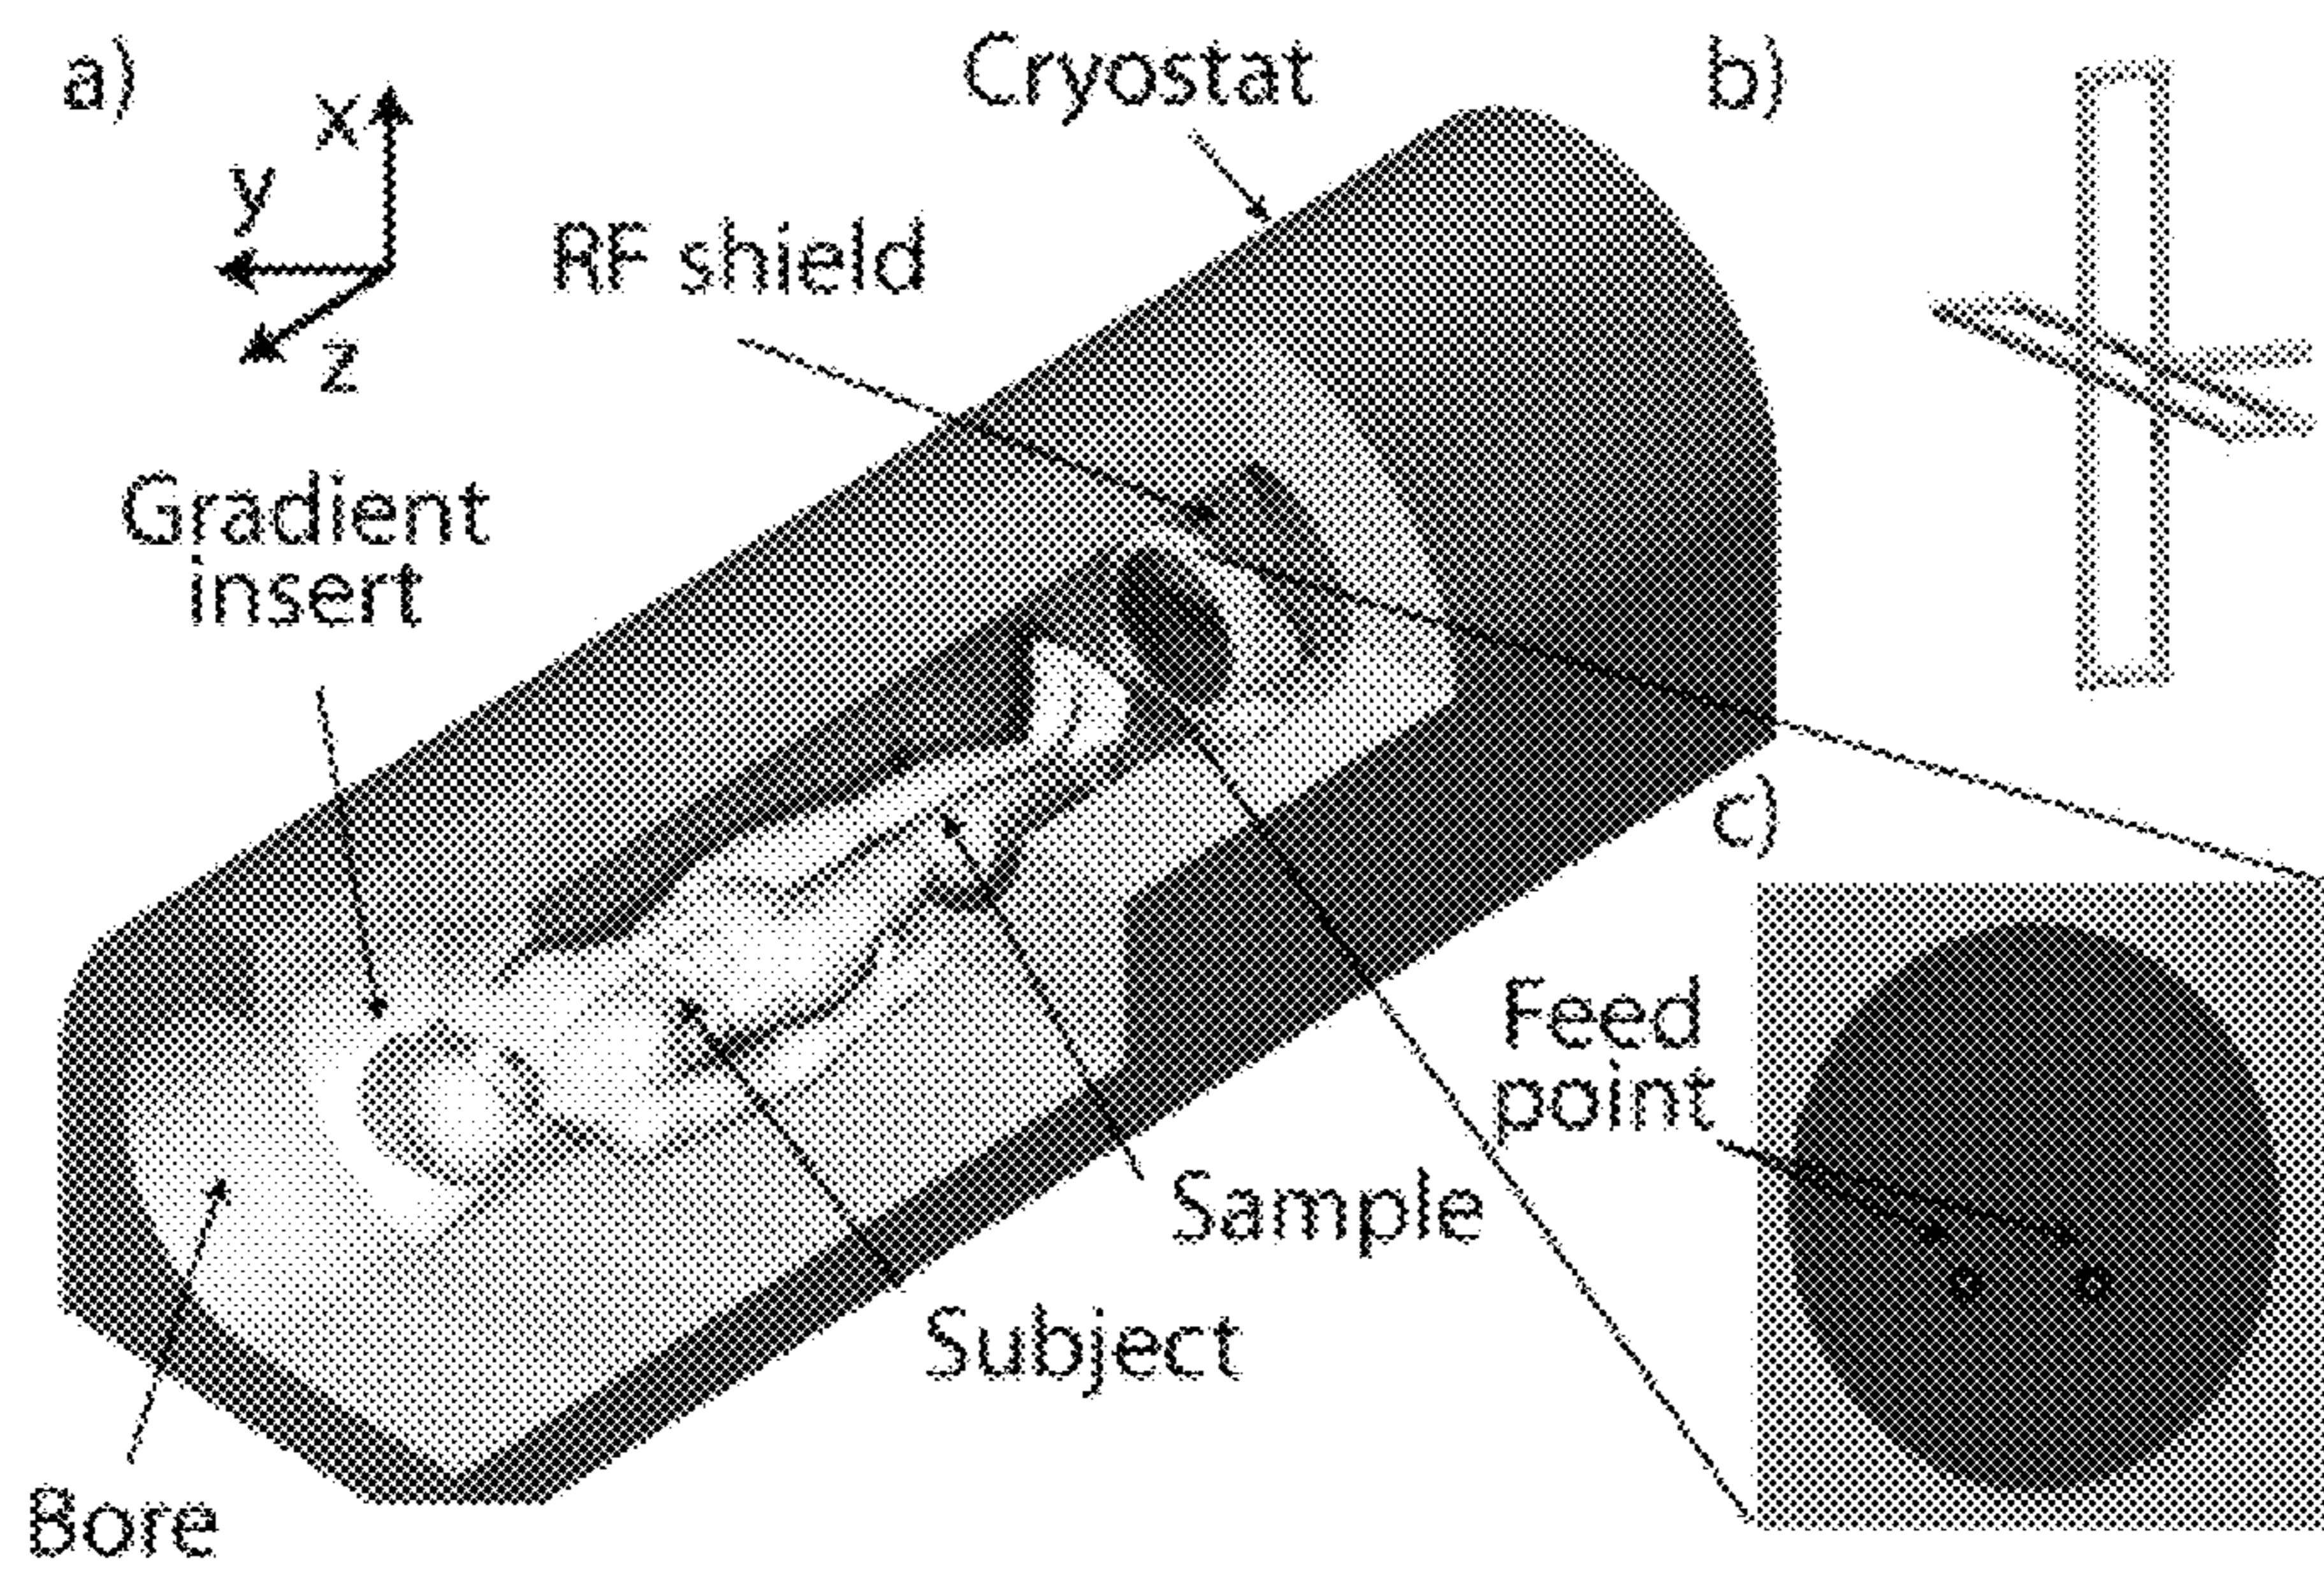 a)
x
y
z
Cryostat
b)
RF shield
Gradient
insert
c)
Feed
point
Sample
Subject
Bore